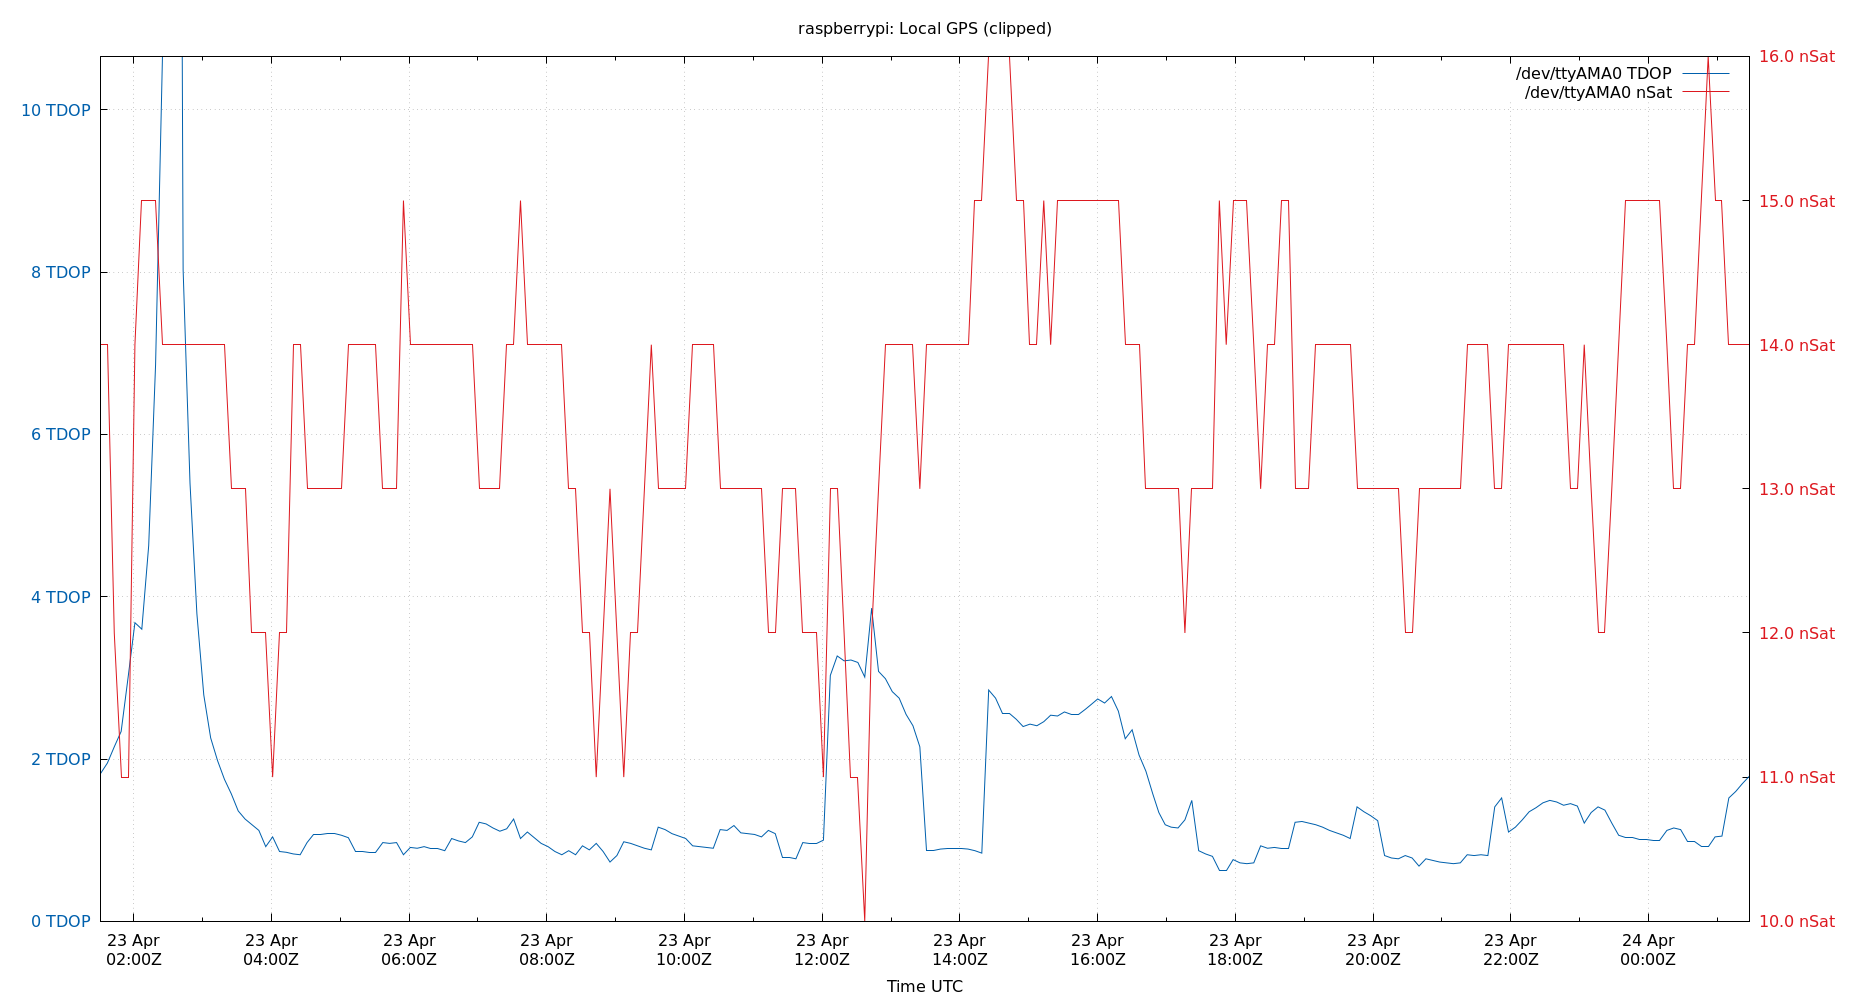 raspberrypi: Local GPS (clipped)
/dev/ttyAMA0 TDOP
/dev/ttyAMA0 nSat
10 TDOP
8 TDOP
6 TDOP
4 TDOP
2 TDOP
0 TDOP
16.0 nSat
15.0 nSat
14.0 nSat
13.0 nSat
12.0 nSat
11.0 nSat
10.0 nSat
23 Apr
02:00Z
23 Apr
04:00Z
23 Apr
06:00Z
23 Apr
08:00Z
23 Apr
10:00Z
23 Apr
12:00Z
23 Apr
14:00Z
23 Apr
16:00Z
23 Apr
18:00Z
23 Apr
20:00Z
23 Apr
22:00Z
24 Apr
00:00Z
Time UTC